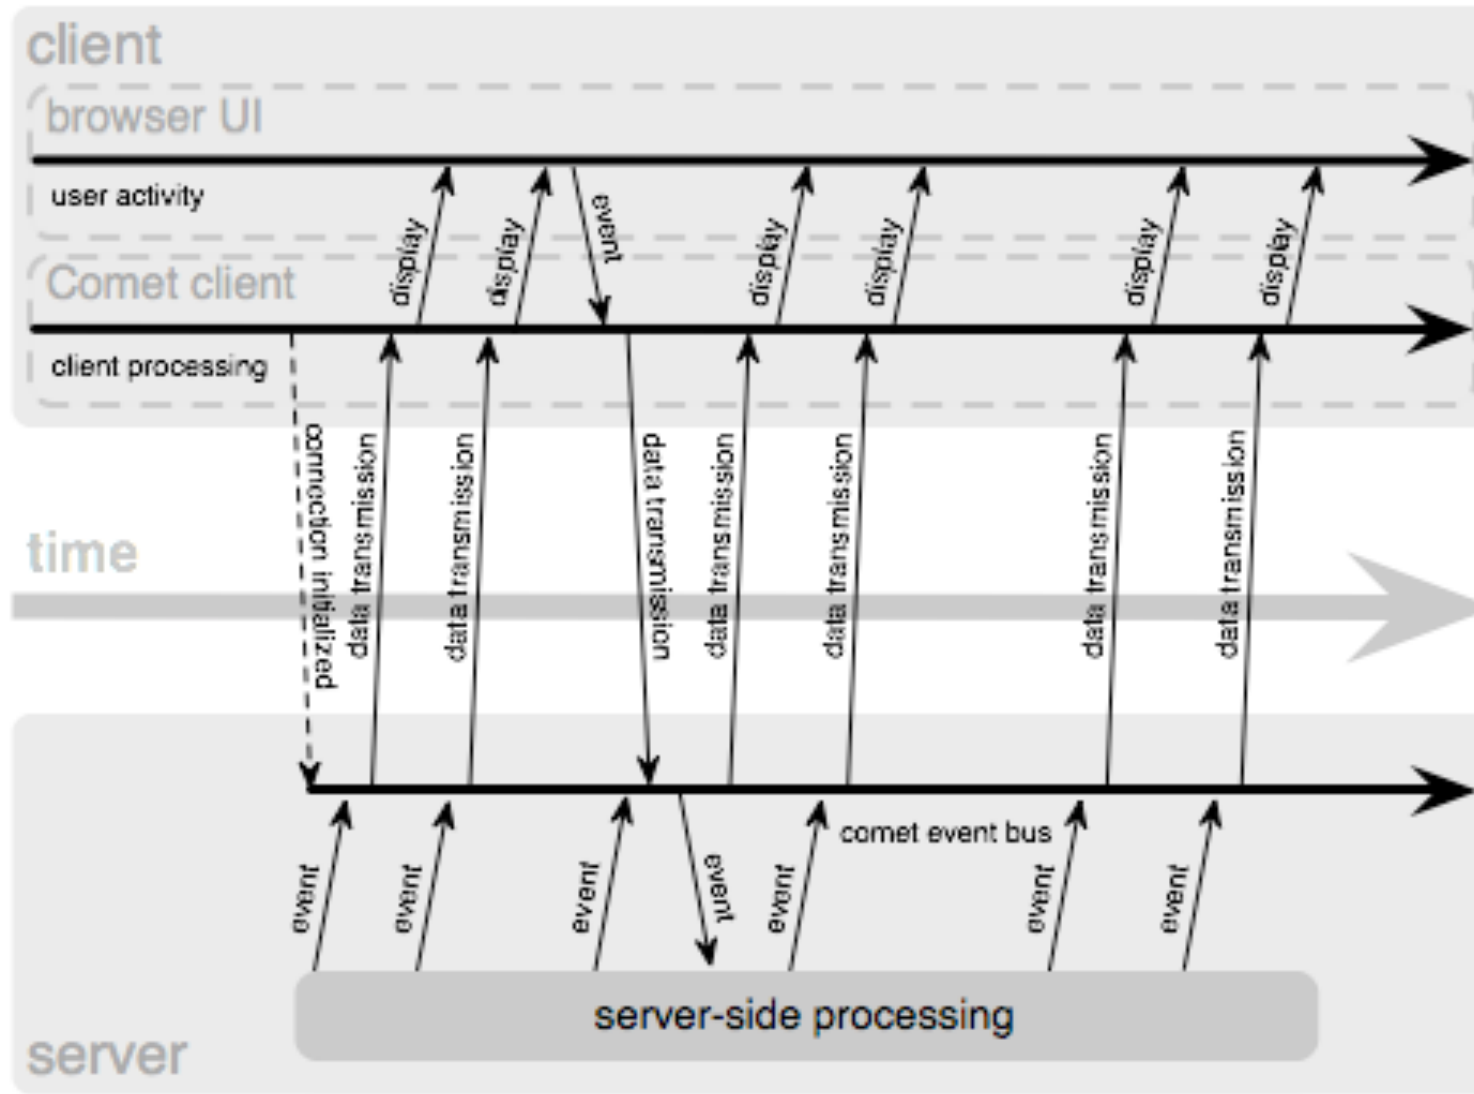 client
browser UI
user activity
display
display
event
display
display
display
display
Comet client
client processing
connection initialized
data transmission
data transmission
data transmission
data transmission
data transmission
data transmission
data transmission
time
comet event bus
event
event
event
event
event
event
event
server-side processing
server